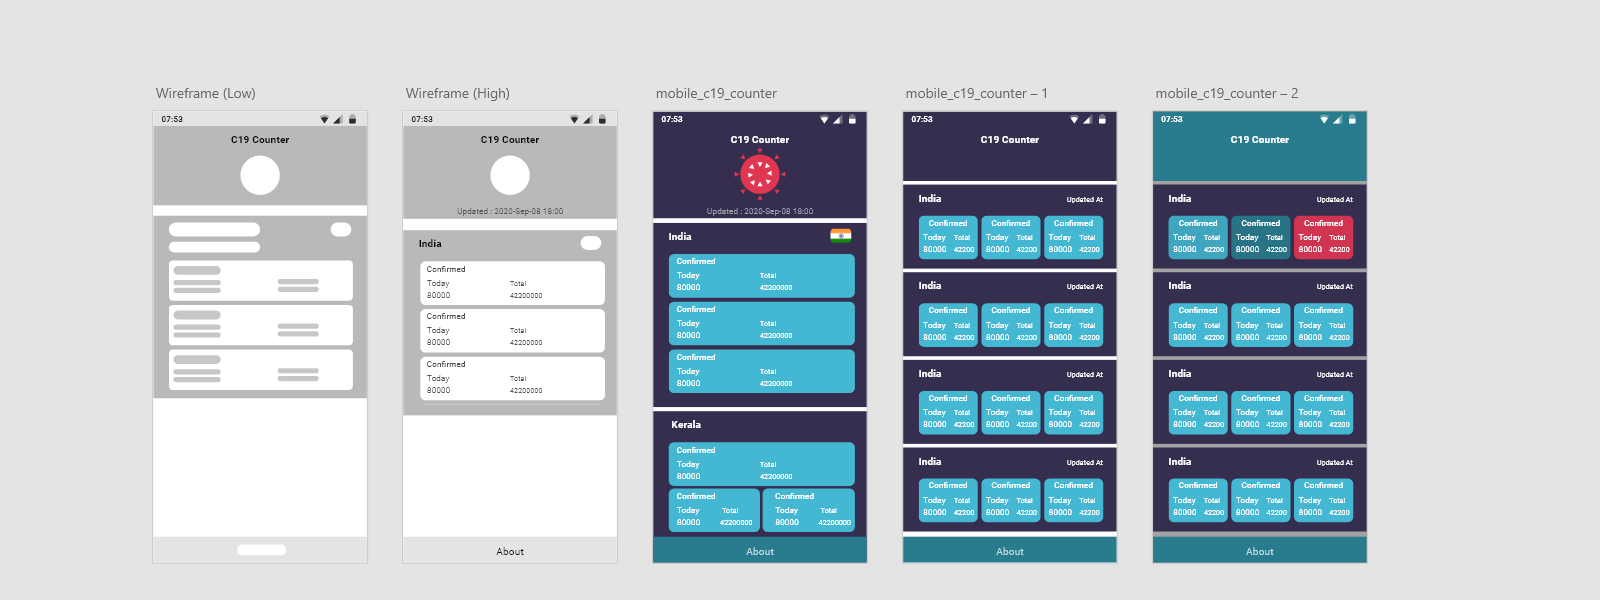 Wireframe (Low)
07:53
C19 Counter
Wireframe (High)
07:53
C19 Counter
Updated : 2020-Sep-08 18:00
India
Confirmed
Today Total
80000 42200000
Confirmed
Today Total
80000 42200000
Confirmed
Today Total
80000 42200000
About
mobile_c19_counter
07:53
C19 Counter
Updated : 2020-Sep-08 18:00
India
Confirmed
Today Total
80000 42200000
Confirmed
Today Total
80000 42200000
Confirmed
Today Total
80000 42200000
Kerala
Confirmed
Today Total
80000 42200000
Confirmed Confirmed
Today Total Today Total
80000 42200000 80000 42200000
About
mobile_c19_counter – 1
07:53
C19 Counter
India Updated At
Confirmed Confirmed Confirmed
Today Total Today Total Today Total
80000 42200 80000 42200 80000 42200
India Updated At
Confirmed Confirmed Confirmed
Today Total Today Total Today Total
80000 42200 80000 42200 80000 42200
India Updated At
Confirmed Confirmed Confirmed
Today Total Today Total Today Total
80000 42200 80000 42200 80000 42200
India Updated At
Confirmed Confirmed Confirmed
Today Total Today Total Today Total
80000 42200 80000 42200 80000 42200
About
mobile_c19_counter – 2
07:53
C19 Counter
India Updated At
Confirmed Confirmed Confirmed
Today Total Today Total Today Total
80000 42200 80000 42200 80000 42200
India Updated At
Confirmed Confirmed Confirmed
Today Total Today Total Today Total
80000 42200 80000 42200 80000 42200
India Updated At
Confirmed Confirmed Confirmed
Today Total Today Total Today Total
80000 42200 80000 42200 80000 42200
India Updated At
Confirmed Confirmed Confirmed
Today Total Today Total Today Total
80000 42200 80000 42200 80000 42200
About